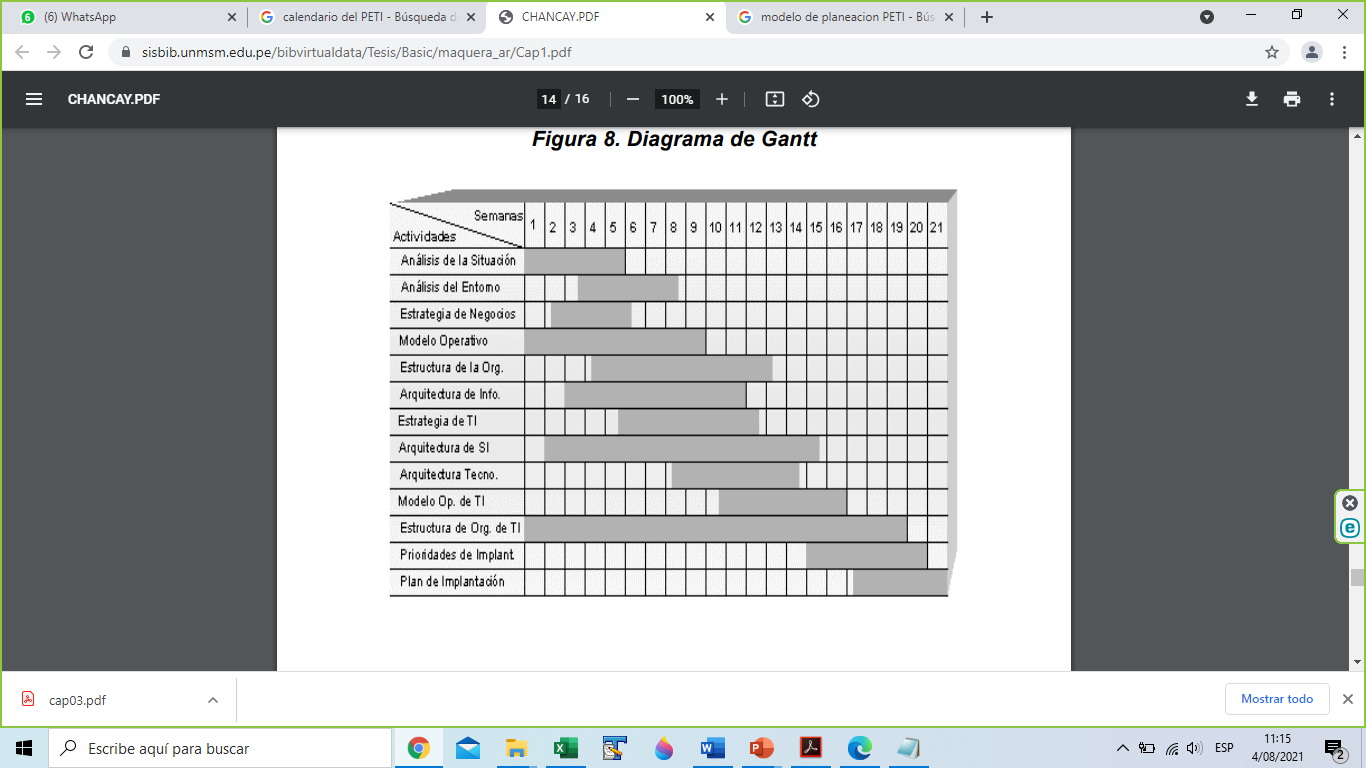 6
(6) WhatsApp
calendario del PETI - Búsqueda d
CHANCAY.PDF
modelo de planeacion PETI - Bús
sisbib.unmsm.edu.pe/bibvirtualdata/Tesis/Basic/maquera_ar/Cap1.pdf
CHANCAY.PDF
14 / 16
100%
Figura 8. Diagrama de Gantt
Semanas
Actividades
1 2 3 4 5 6 7 8 9 10 11 12 13 14 15 16 17 18 19 20 21
Análisis de la Situación
Análisis del Entorno
Estrategia de Negocios
Modelo Operativo
Estructura de la Org.
Arquitectura de Info.
Estrategia de TI
Arquitectura de SI
Arquitectura Tecno.
Modelo Op. de TI
Estructura de Org. de TI
Prioridades de Implant.
Plan de Implantación
cap03.pdf
Mostrar todo
Escribe aquí para buscar
ESP
11:15
4/08/2021
2